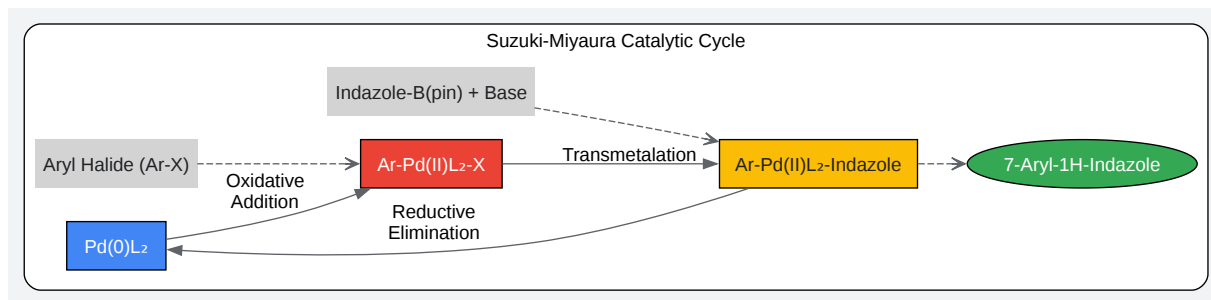 Suzuki-Miyaura Catalytic Cycle
Indazole-B(pin) + Base
Aryl Halide (Ar-X)
Ar-Pd(II)L₂-X
Transmetalation
Ar-Pd(II)L₂-Indazole
7-Aryl-1H-Indazole
Oxidative
Addition
Reductive
Elimination
Pd(0)L₂